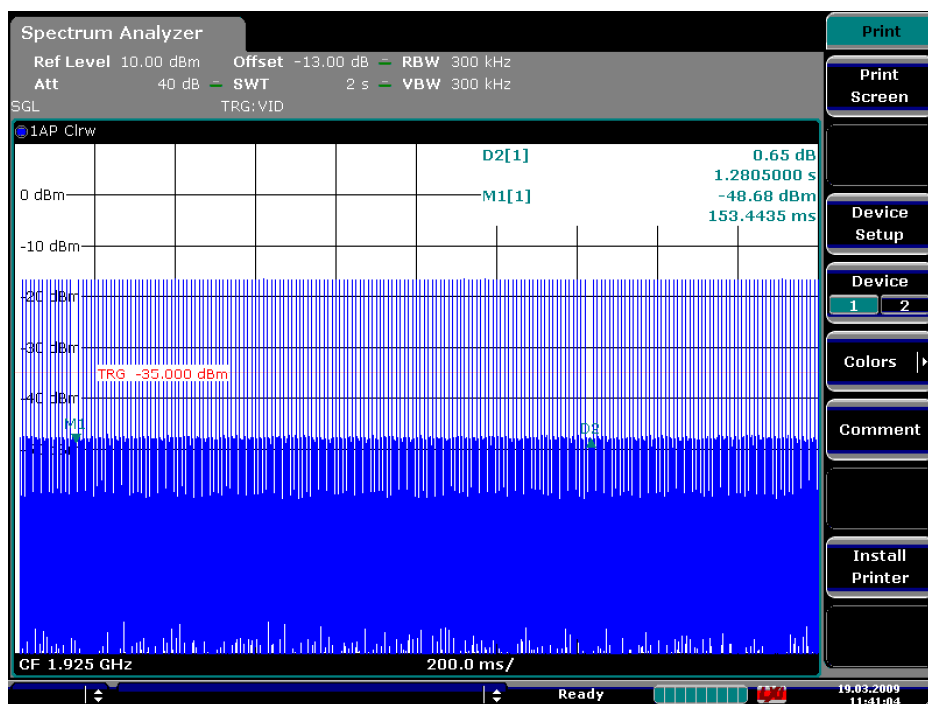 Spectrum Analyzer
Ref Level 10.00 dBm Offset -13.00 dB RBW 300 kHz
Att 40 dB SWT 2 s VBW 300 kHz
SGL TRG:VID
1AP Clrw
D2[1] 0.65 dB
1.2805000 s
0 dBm M1[1] -48.68 dBm
153.4435 ms
-10 dBm
-20 dBm
-30 dBm
TRG -35.000 dBm
-40 dBm
M1 D2
CF 1.925 GHz 200.0 ms/
Ready
19.03.2009
11:41:04
Print
Print
Screen
Device
Setup
Device
1 2
Colors
Comment
Install
Printer